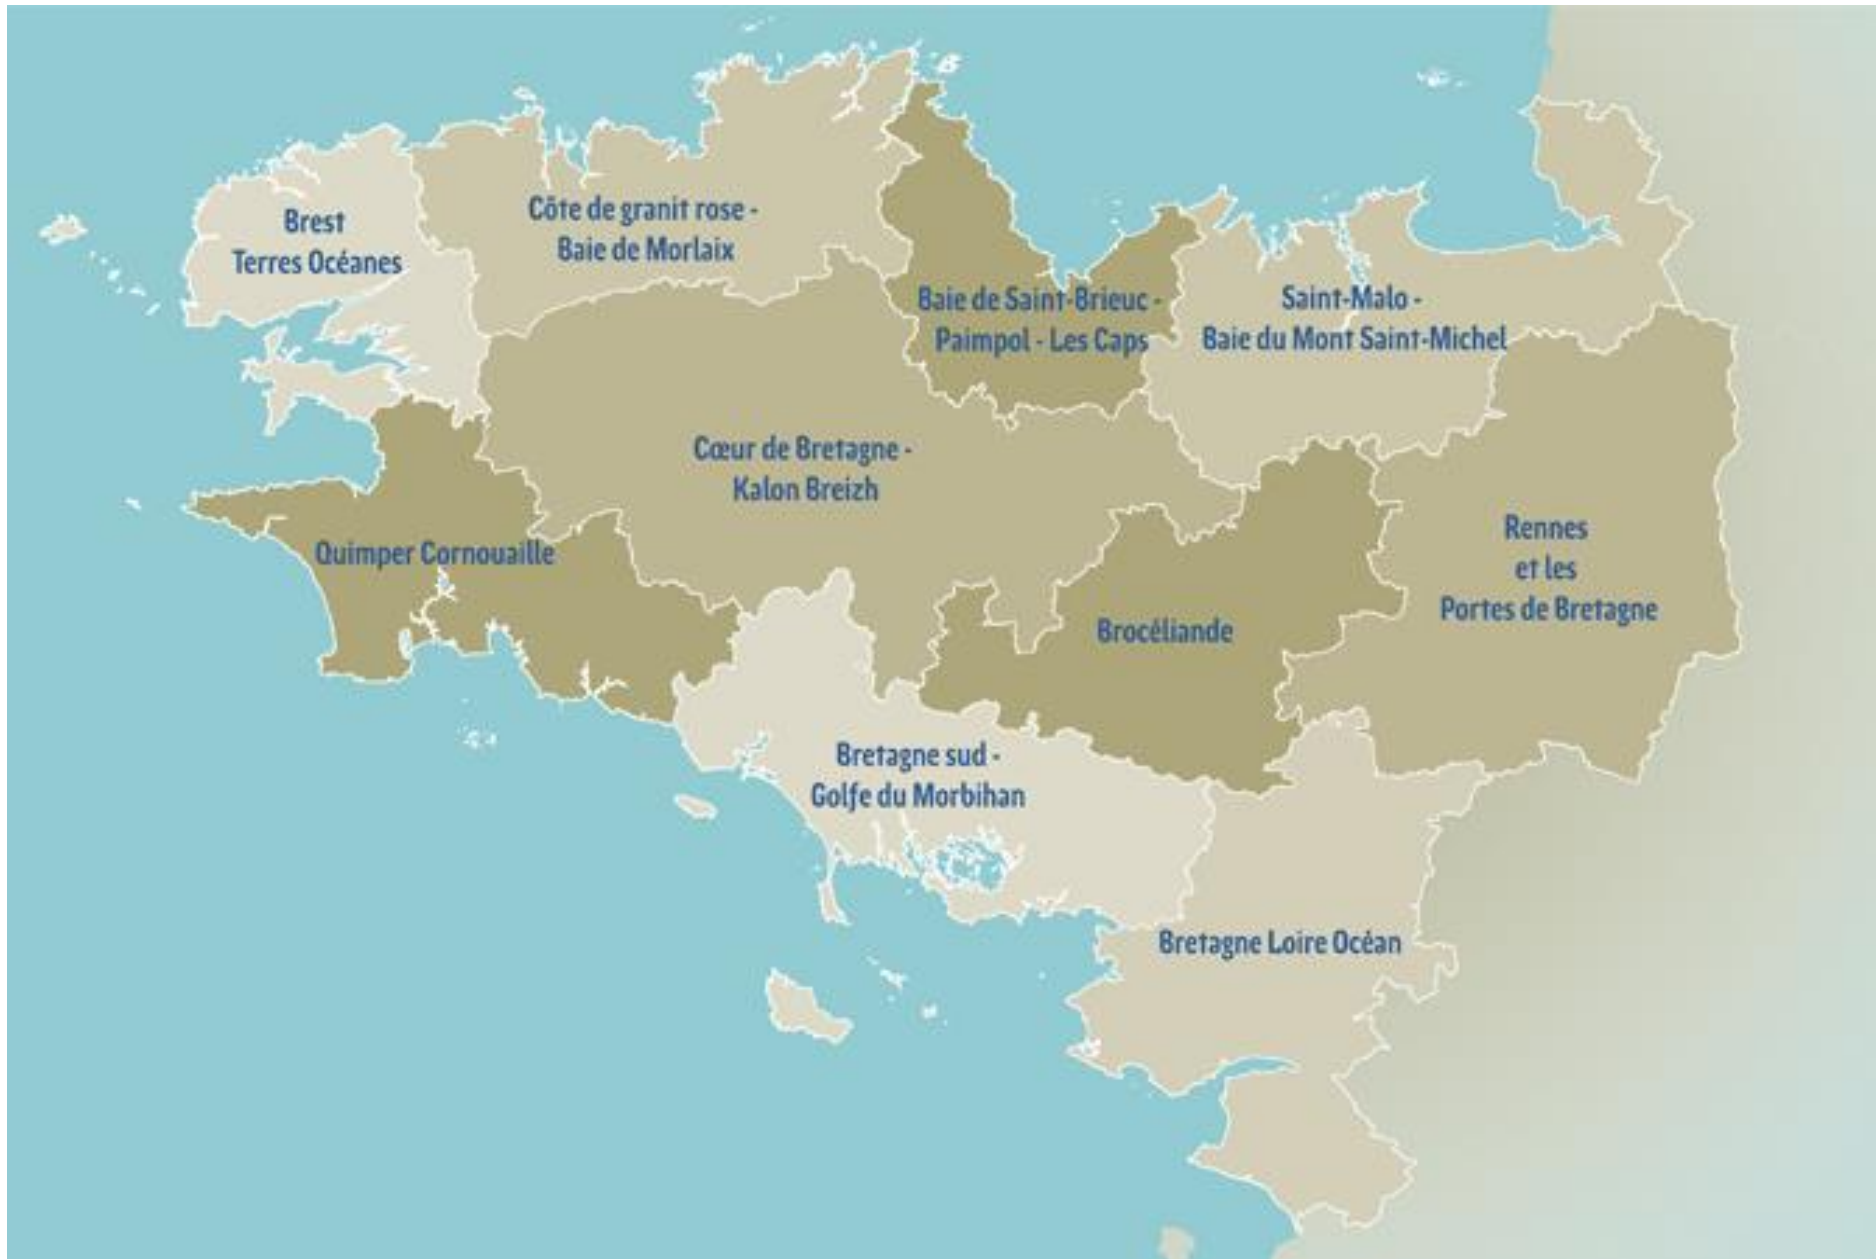 Brest
Terres Océanes
Côte de granit rose -
Baie de Morlaix
Baie de Saint-Brieuc -
Paimpol - Les Caps
Saint-Malo -
Baie du Mont Saint-Michel
Cœur de Bretagne -
Kalon Breizh
Quimper Cornouaille
Rennes
et les
Portes de Bretagne
Brocéliande
Bretagne sud -
Golfe du Morbihan
Bretagne Loire Océan